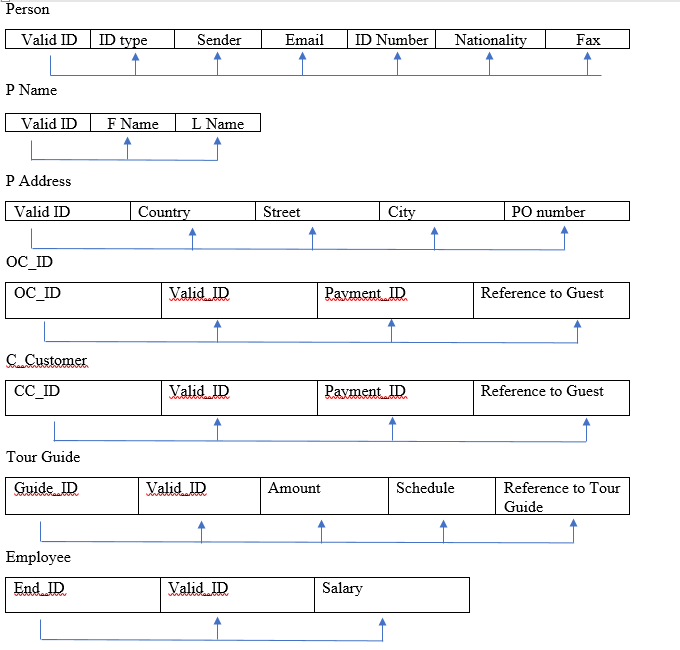 Person
Valid ID ID type Sender Email ID Number Nationality Fax
P Name
Valid ID F Name L Name
P Address
Valid ID Country Street City PO number
OC_ID
OC_ID Valid_ID Payment_ID Reference to Guest
C_Customer
CC_ID Valid_ID Payment_ID Reference to Guest
Tour Guide
Guide_ID Valid_ID Amount Schedule Reference to Tour
Guide
Employee
End_ID Valid_ID Salary